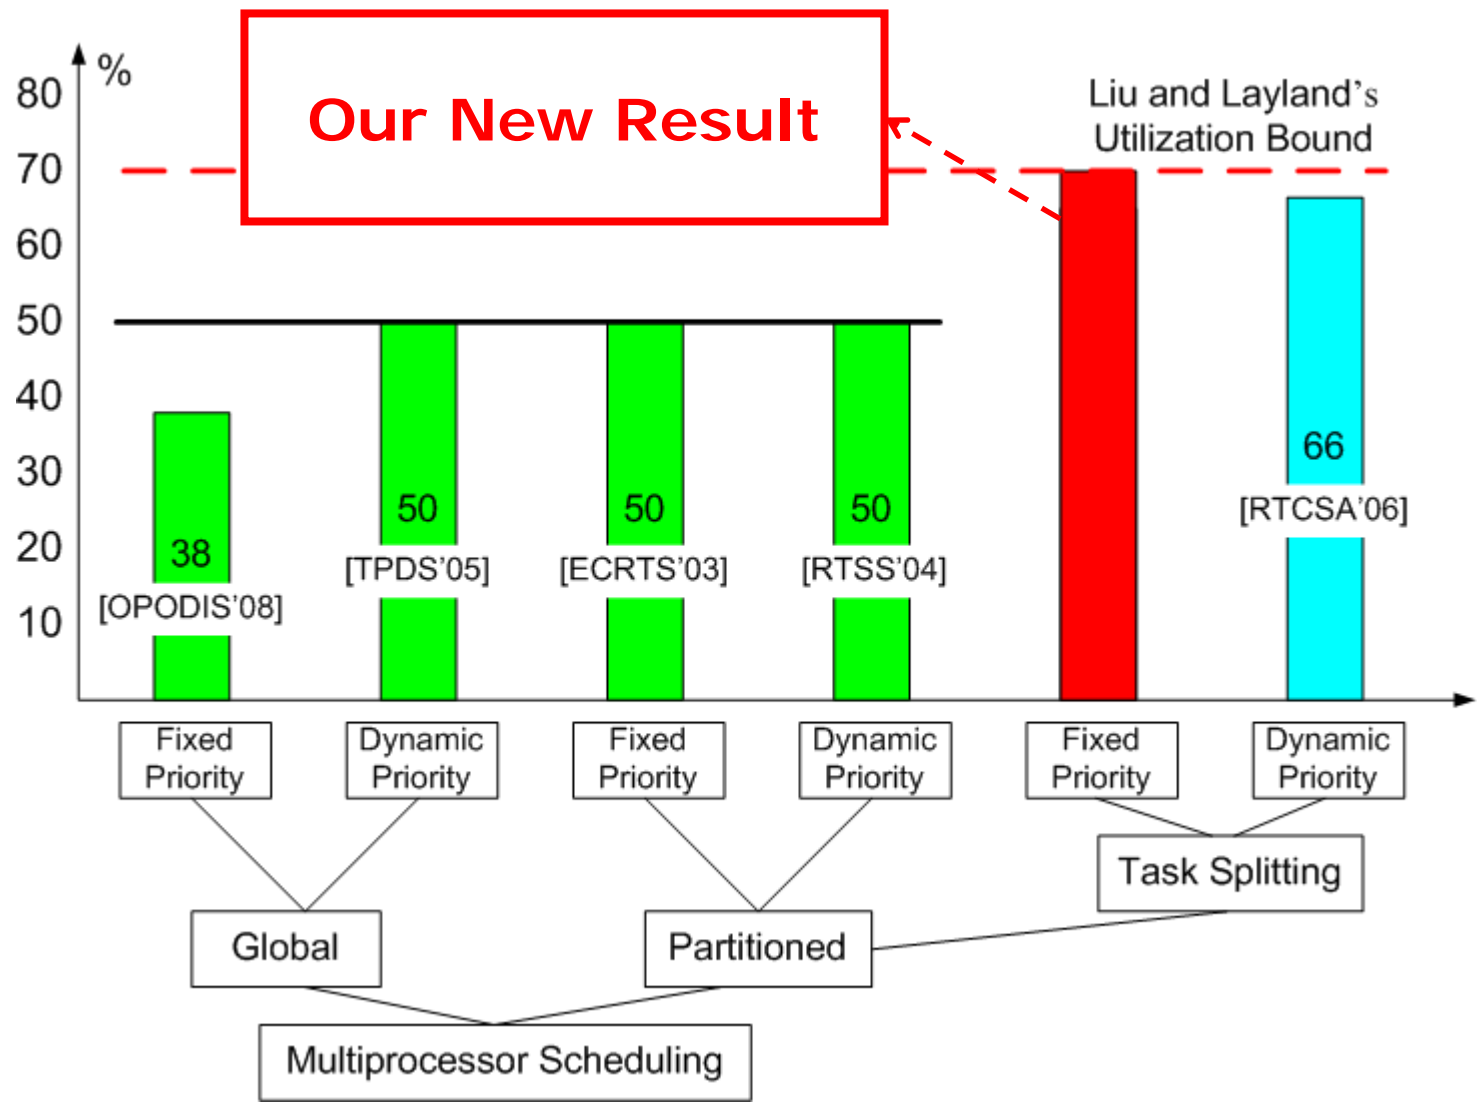 %
80
70
60
50
40
30
20
10
Our New Result
Liu and Layland's
Utilization Bound
38
[OPODIS'08]
50
[TPDS'05]
50
[ECRTS'03]
50
[RTSS'04]
66
[RTCSA'06]
Fixed
Priority
Dynamic
Priority
Fixed
Priority
Dynamic
Priority
Fixed
Priority
Dynamic
Priority
Task Splitting
Global
Partitioned
Multiprocessor Scheduling